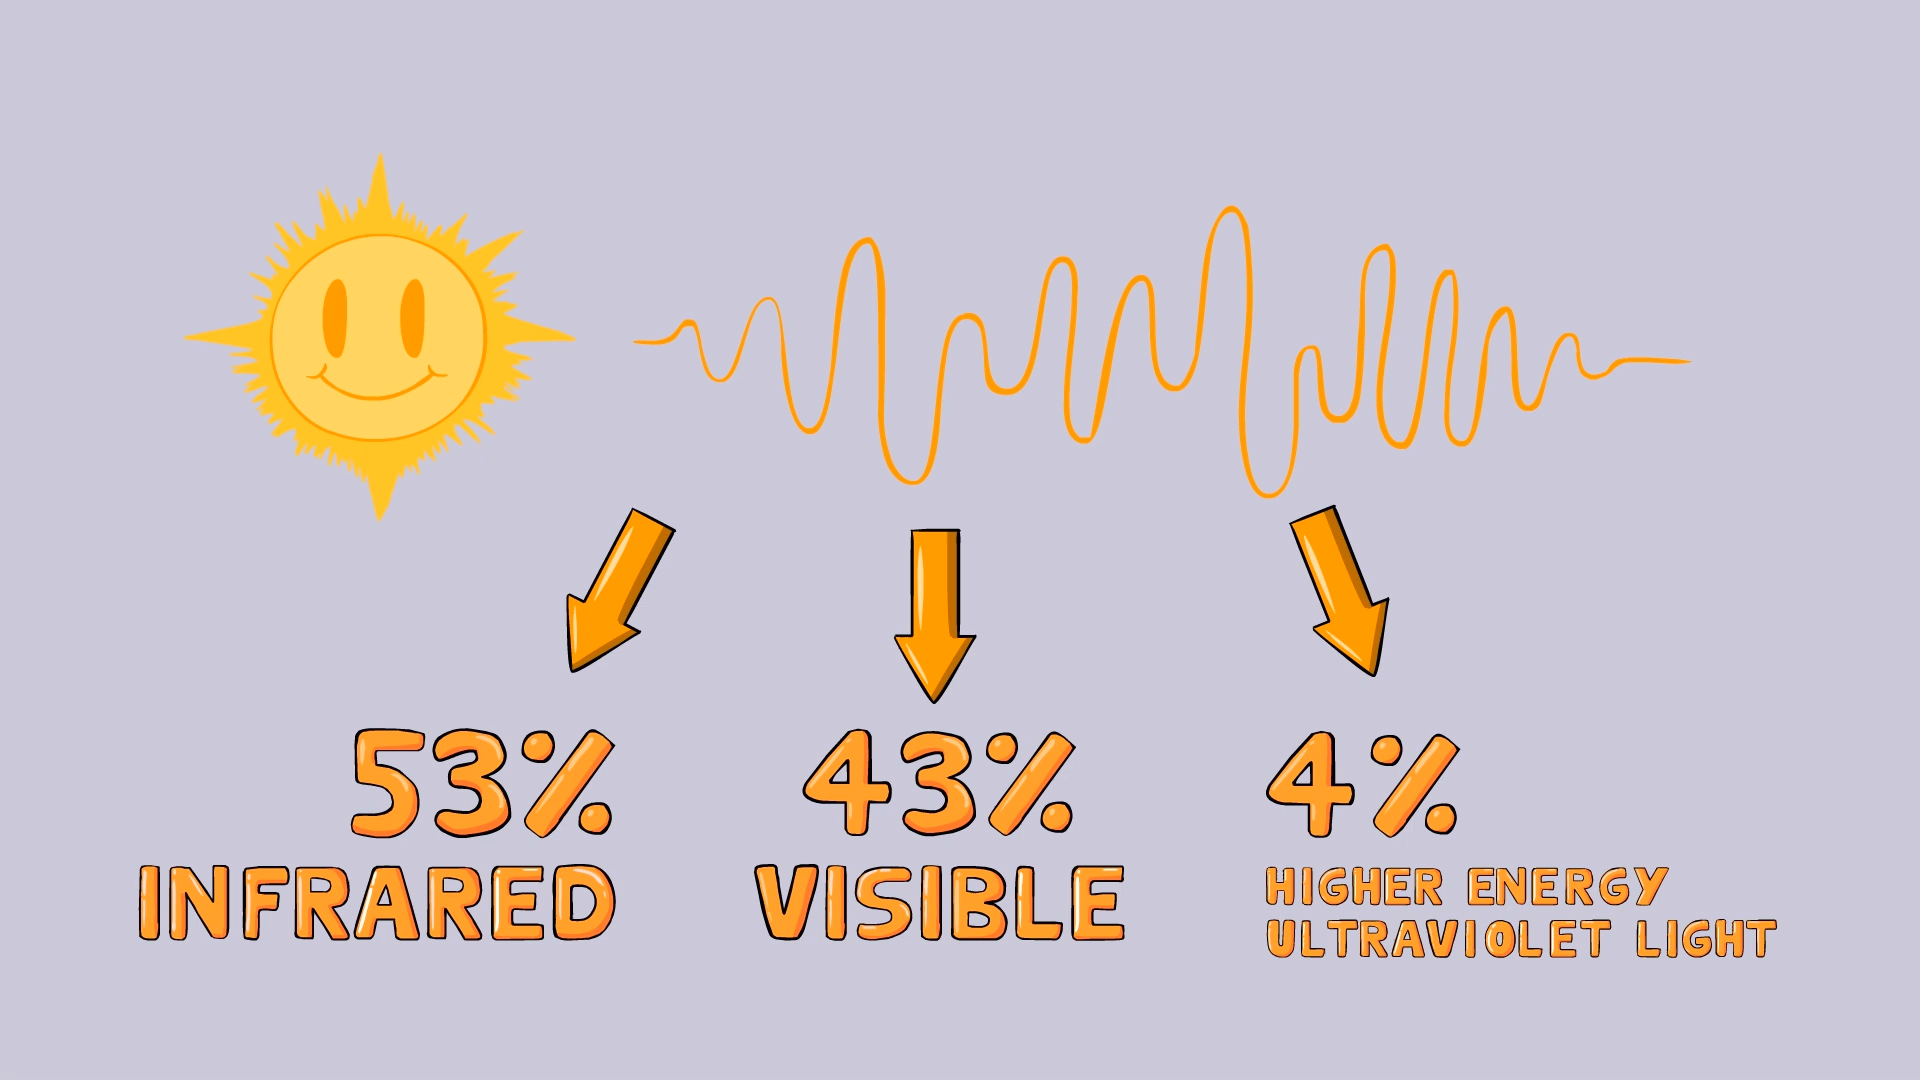 53%
INFRARED
43%
VISIBLE
4%
HIGHER ENERGY
ULTRAVIOLET LIGHT